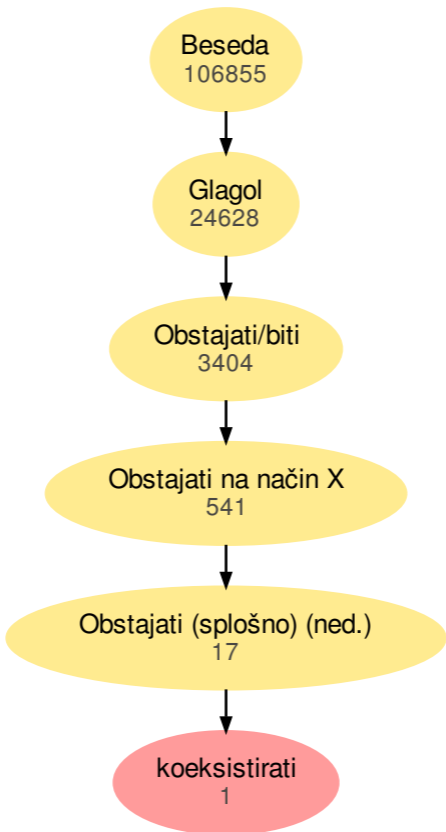 Beseda
106855
Glagol
24628
Obstajati/biti
3404
Obstajati na način X
541
Obstajati (splošno) (ned.)
17
koeksistirati
1